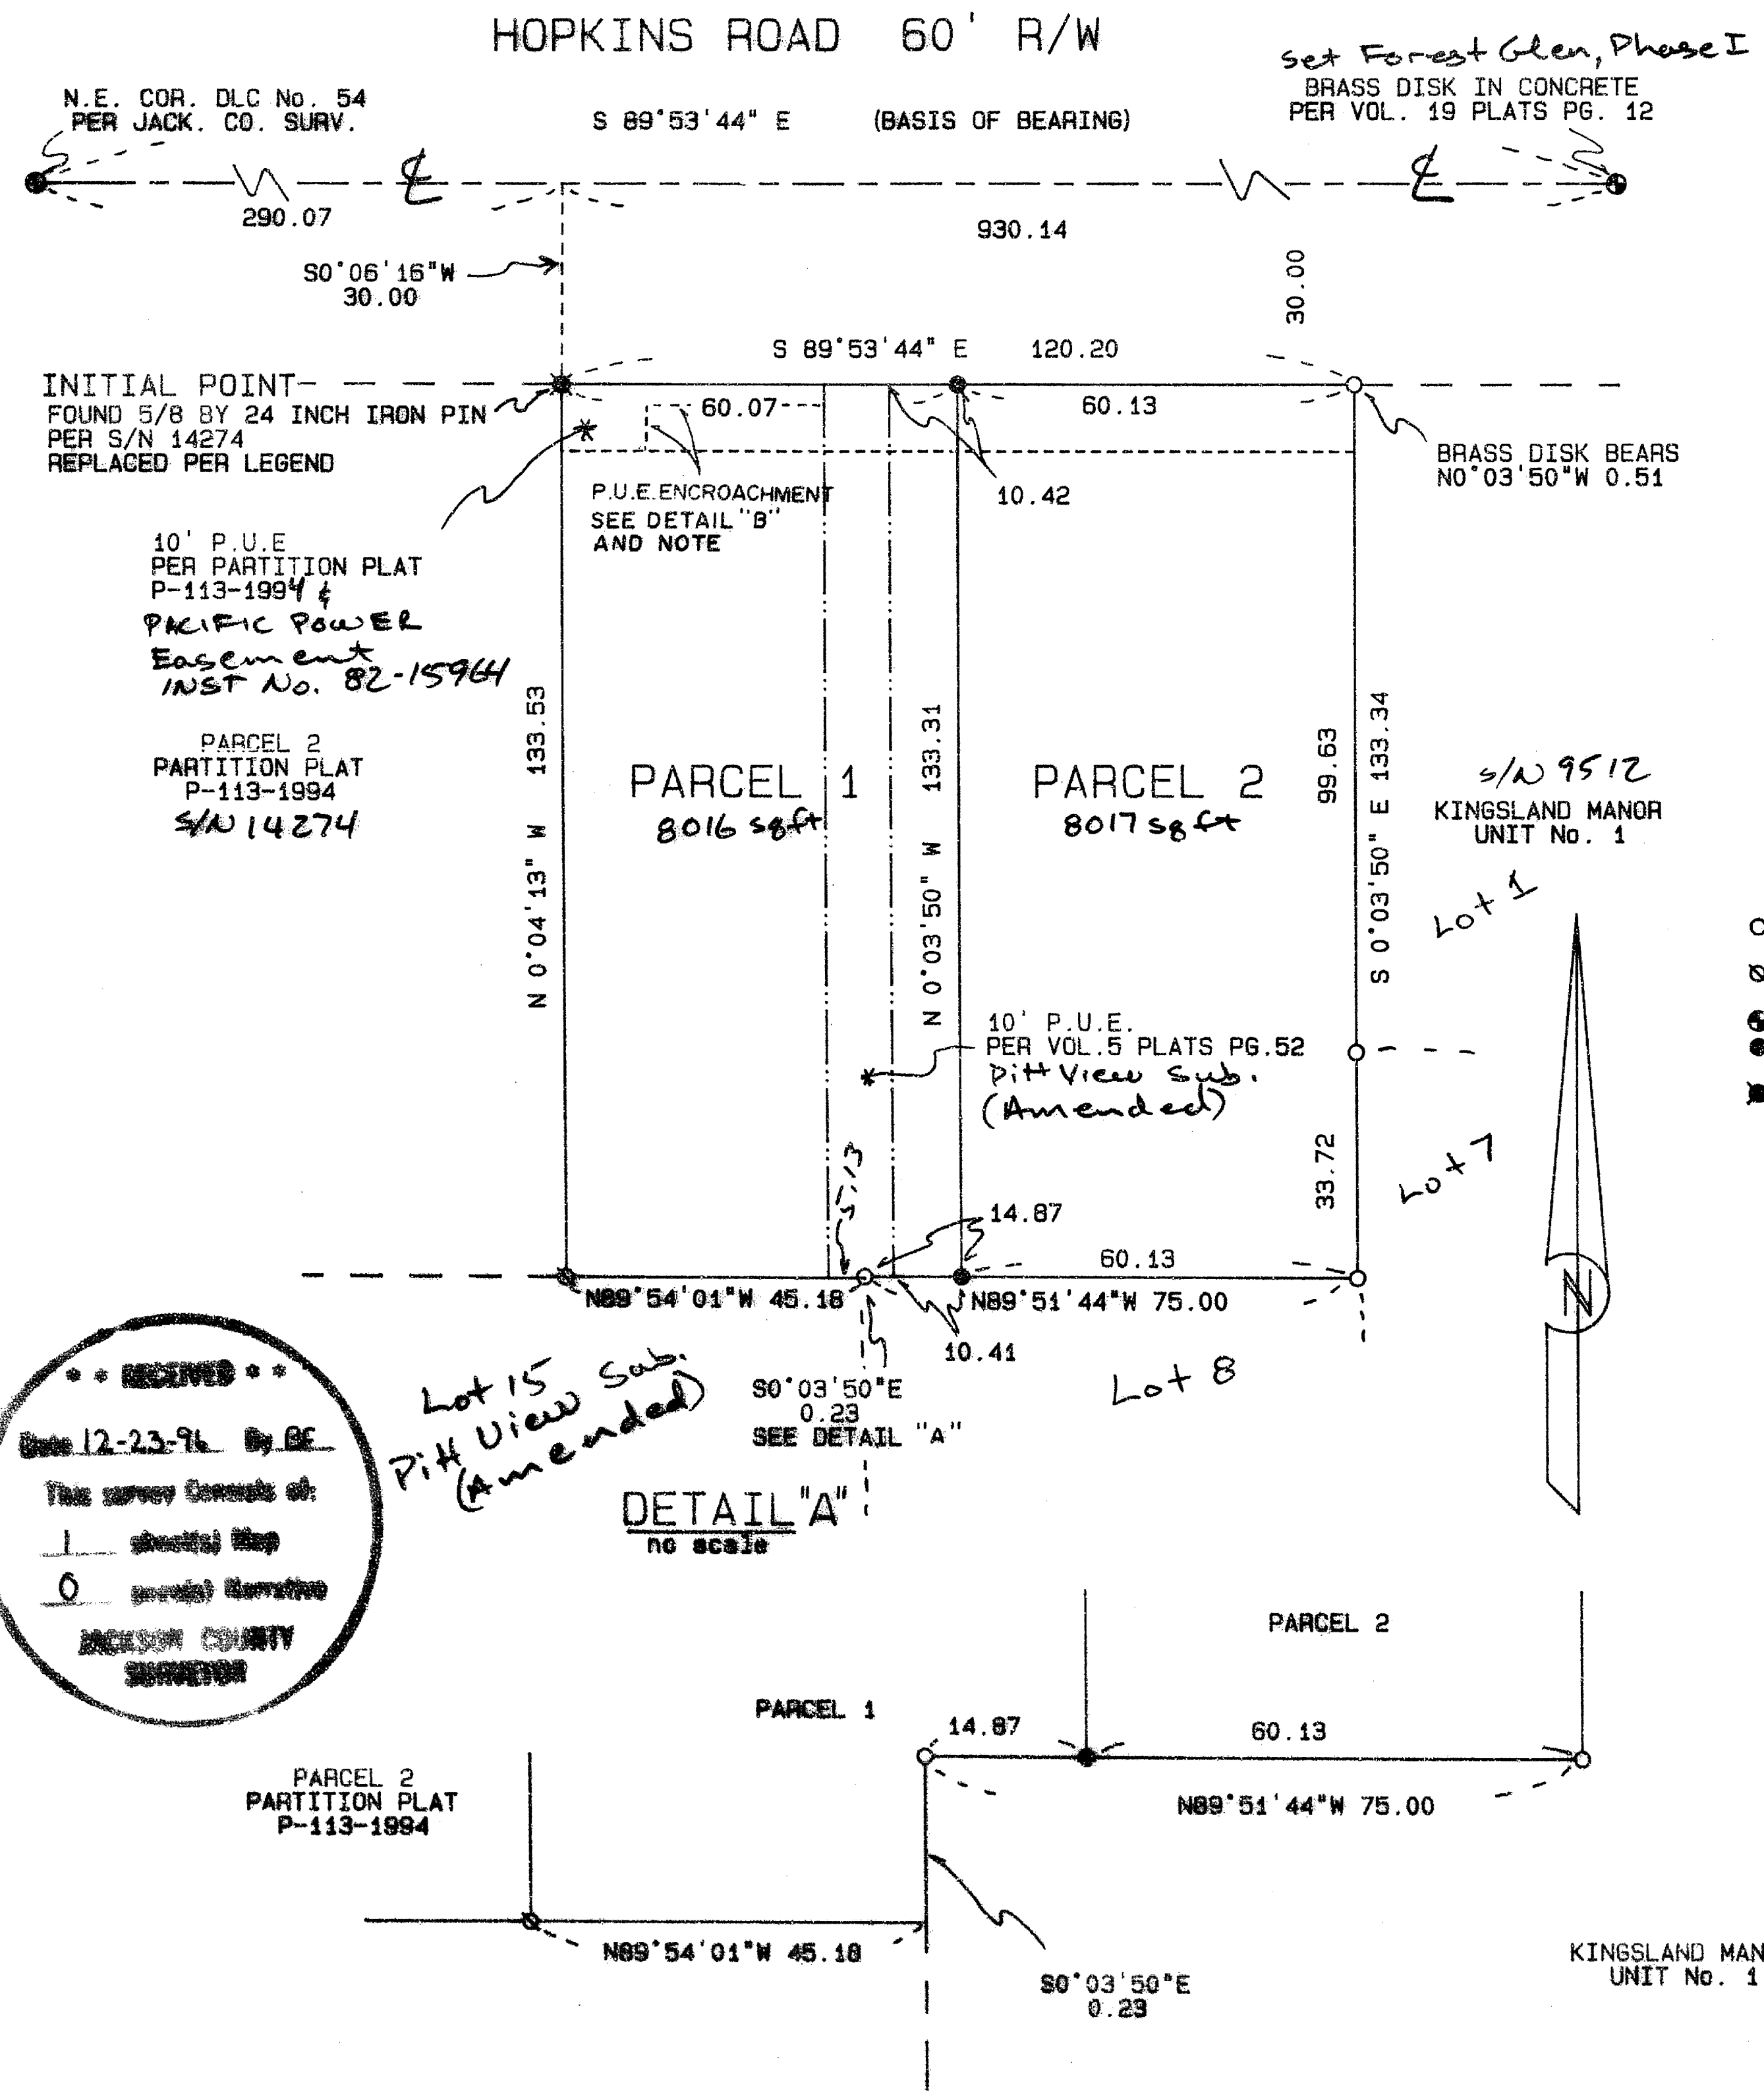 HOPKINS ROAD 60' R/W
set Forest Glen, Phase I
BRASS DISK IN CONCRETE
PER VOL. 19 PLATS PG. 12
N.E. COR. DLC No. 54
PER JACK. CO. SURV.
S 89°53'44" E (BASIS OF BEARING)
℄
℄
290.07
930.14
S0°06'16"W
30.00
30.00
S 89°53'44" E 120.20
INITIAL POINT
FOUND 5/8 BY 24 INCH IRON PIN
PER S/N 14274
REPLACED PER LEGEND
60.07
60.13
BRASS DISK BEARS
N0°03'50"W 0.51
P.U.E. ENCROACHMENT
SEE DETAIL "B"
AND NOTE
10.42
10' P.U.E
PER PARTITION PLAT
P-113-1994 &
PACIFIC POWER
Easement
INST No. 82-15964
PARCEL 2
PARTITION PLAT
P-113-1994
S/N 14274
N 0°04'13" W 133.53
PARCEL 1
8016 sq ft
N 0°03'50" W 133.31
PARCEL 2
8017 sq ft
99.63
S 0°03'50" E 133.34
S/N 9512
KINGSLAND MANOR
UNIT No. 1
Lot 1
10' P.U.E.
PER VOL.5 PLATS PG.52
Pitt View Sub.
(Amended)
5.13
33.72
Lot 7
14.87
60.13
N89°54'01"W 45.18
N89°51'44"W 75.00
10.41
N
Lot 15
Pitt View Sub.
(Amended)
S0°03'50"E
0.23
SEE DETAIL "A"
Lot 8
* * RECEIVED * *
Date 12-23-96 By BF
This survey Consists of:
1 sheet(s) Map
0 page(s) Narrative
JACKSON COUNTY
SURVEYOR
DETAIL "A"
no scale
PARCEL 2
PARCEL 1
14.87
60.13
PARCEL 2
PARTITION PLAT
P-113-1994
N89°51'44"W 75.00
N89°54'01"W 45.18
S0°03'50"E
0.23
KINGSLAND MAN
UNIT No. 1